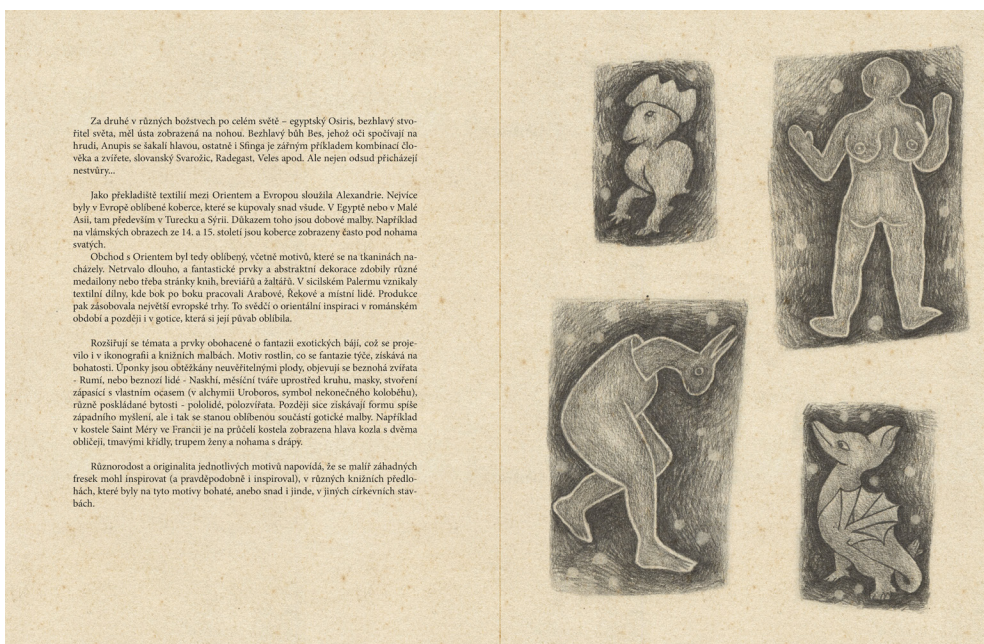 Za druhé v různých božstvech po celém světě – egyptský Osiris, bezhlavý stvo-
řitel světa, měl ústa zobrazená na nohou. Bezhlavý bůh Bes, jehož oči spočívají na
hrudi, Anupis se šakalí hlavou, ostatně i Sfinga je zářným příkladem kombinací člo-
věka a zvířete, slovanský Svarožic, Radegast, Veles apod. Ale nejen odsud přicházejí
nestvůry...
Jako překladiště textilií mezi Orientem a Evropou sloužila Alexandrie. Nejvíce
byly v Evropě oblíbené koberce, které se kupovaly snad všude. V Egyptě nebo v Malé
Asii, tam především v Turecku a Sýrii. Důkazem toho jsou dobové malby. Například
na vlámských obrazech ze 14. a 15. století jsou koberce zobrazeny často pod nohama
svatých.
Obchod s Orientem byl tedy oblíbený, včetně motivů, které se na tkaninách na-
cházely. Netrvalo dlouho, a fantastické prvky a abstraktní dekorace zdobily různé
medailony nebo třeba stránky knih, breviářů a žaltářů. V sicilském Palermu vznikaly
textilní dílny, kde bok po boku pracovali Arabové, Řekové a místní lidé. Produkce
pak zásobovala největší evropské trhy. To svědčí o orientální inspiraci v románském
období a později i v gotice, která si její půvab oblíbila.
Rozšiřují se témata a prvky obohacené o fantazii exotických bájí, což se proje-
vilo i v ikonografii a knižních malbách. Motiv rostlin, co se fantazie týče, získává na
bohatosti. Úponky jsou obtěžkány neuvěřitelnými plody, objevují se beznohá zvířata
- Rumí, nebo beznozí lidé - Naskhí, měsíční tváře uprostřed kruhu, masky, stvoření
zápasící s vlastním ocasem (v alchymii Uroboros, symbol nekonečného koloběhu),
různě poskládané bytosti - pololidé, polozvířata. Později sice získávají formu spíše
západního myšlení, ale i tak se stanou oblíbenou součástí gotické malby. Například
v kostele Saint Méry ve Francii je na průčelí kostela zobrazena hlava kozla s dvěma
obličeji, tmavými křídly, trupem ženy a nohama s drápy.
Různorodost a originalita jednotlivých motivů napovídá, že se malíř záhadných
fresek mohl inspirovat (a pravděpodobně i inspiroval), v různých knižních předlo-
hách, které byly na tyto motivy bohaté, anebo snad i jinde, v jiných církevních stav-
bách.